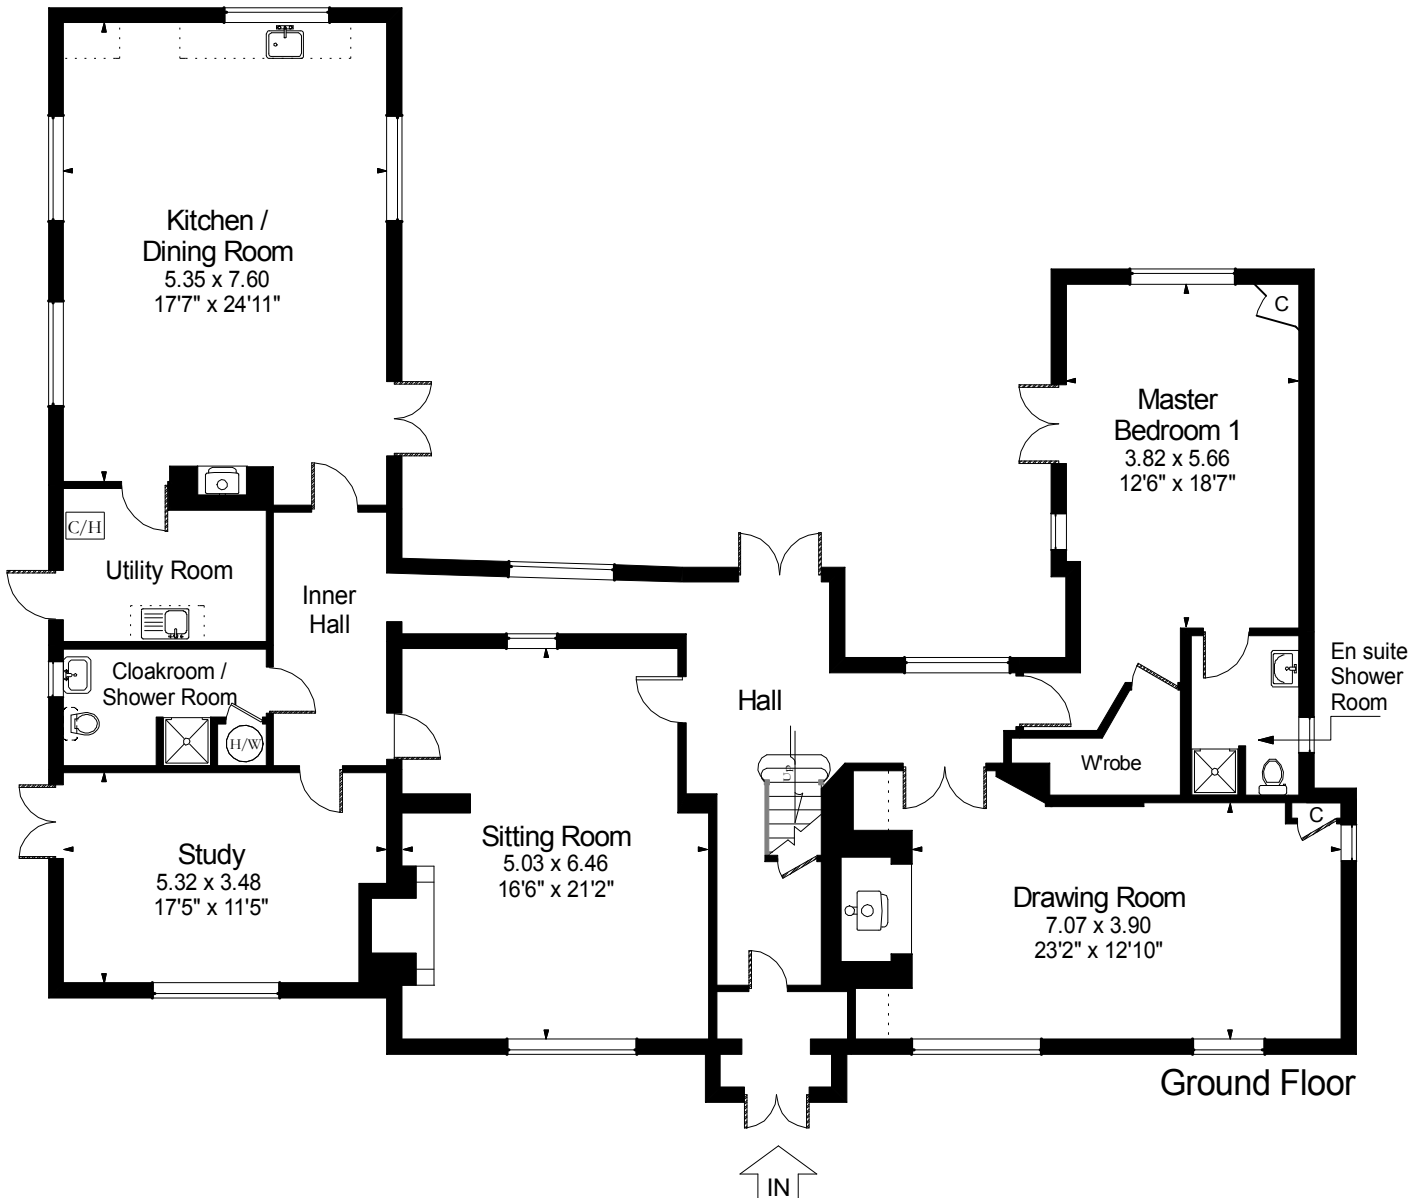 Kitchen /
Dining Room
5.35 x 7.60
17'7" x 24'11"
C
Master
Bedroom 1
3.82 x 5.66
12'6" x 18'7"
C/H
Utility Room
Inner
Hall
Cloakroom /
Shower Room
H/W
Hall
Up
En suite
Shower
Room
W'robe
C
Study
5.32 x 3.48
17'5" x 11'5"
Sitting Room
5.03 x 6.46
16'6" x 21'2"
Drawing Room
7.07 x 3.90
23'2" x 12'10"
Ground Floor
IN